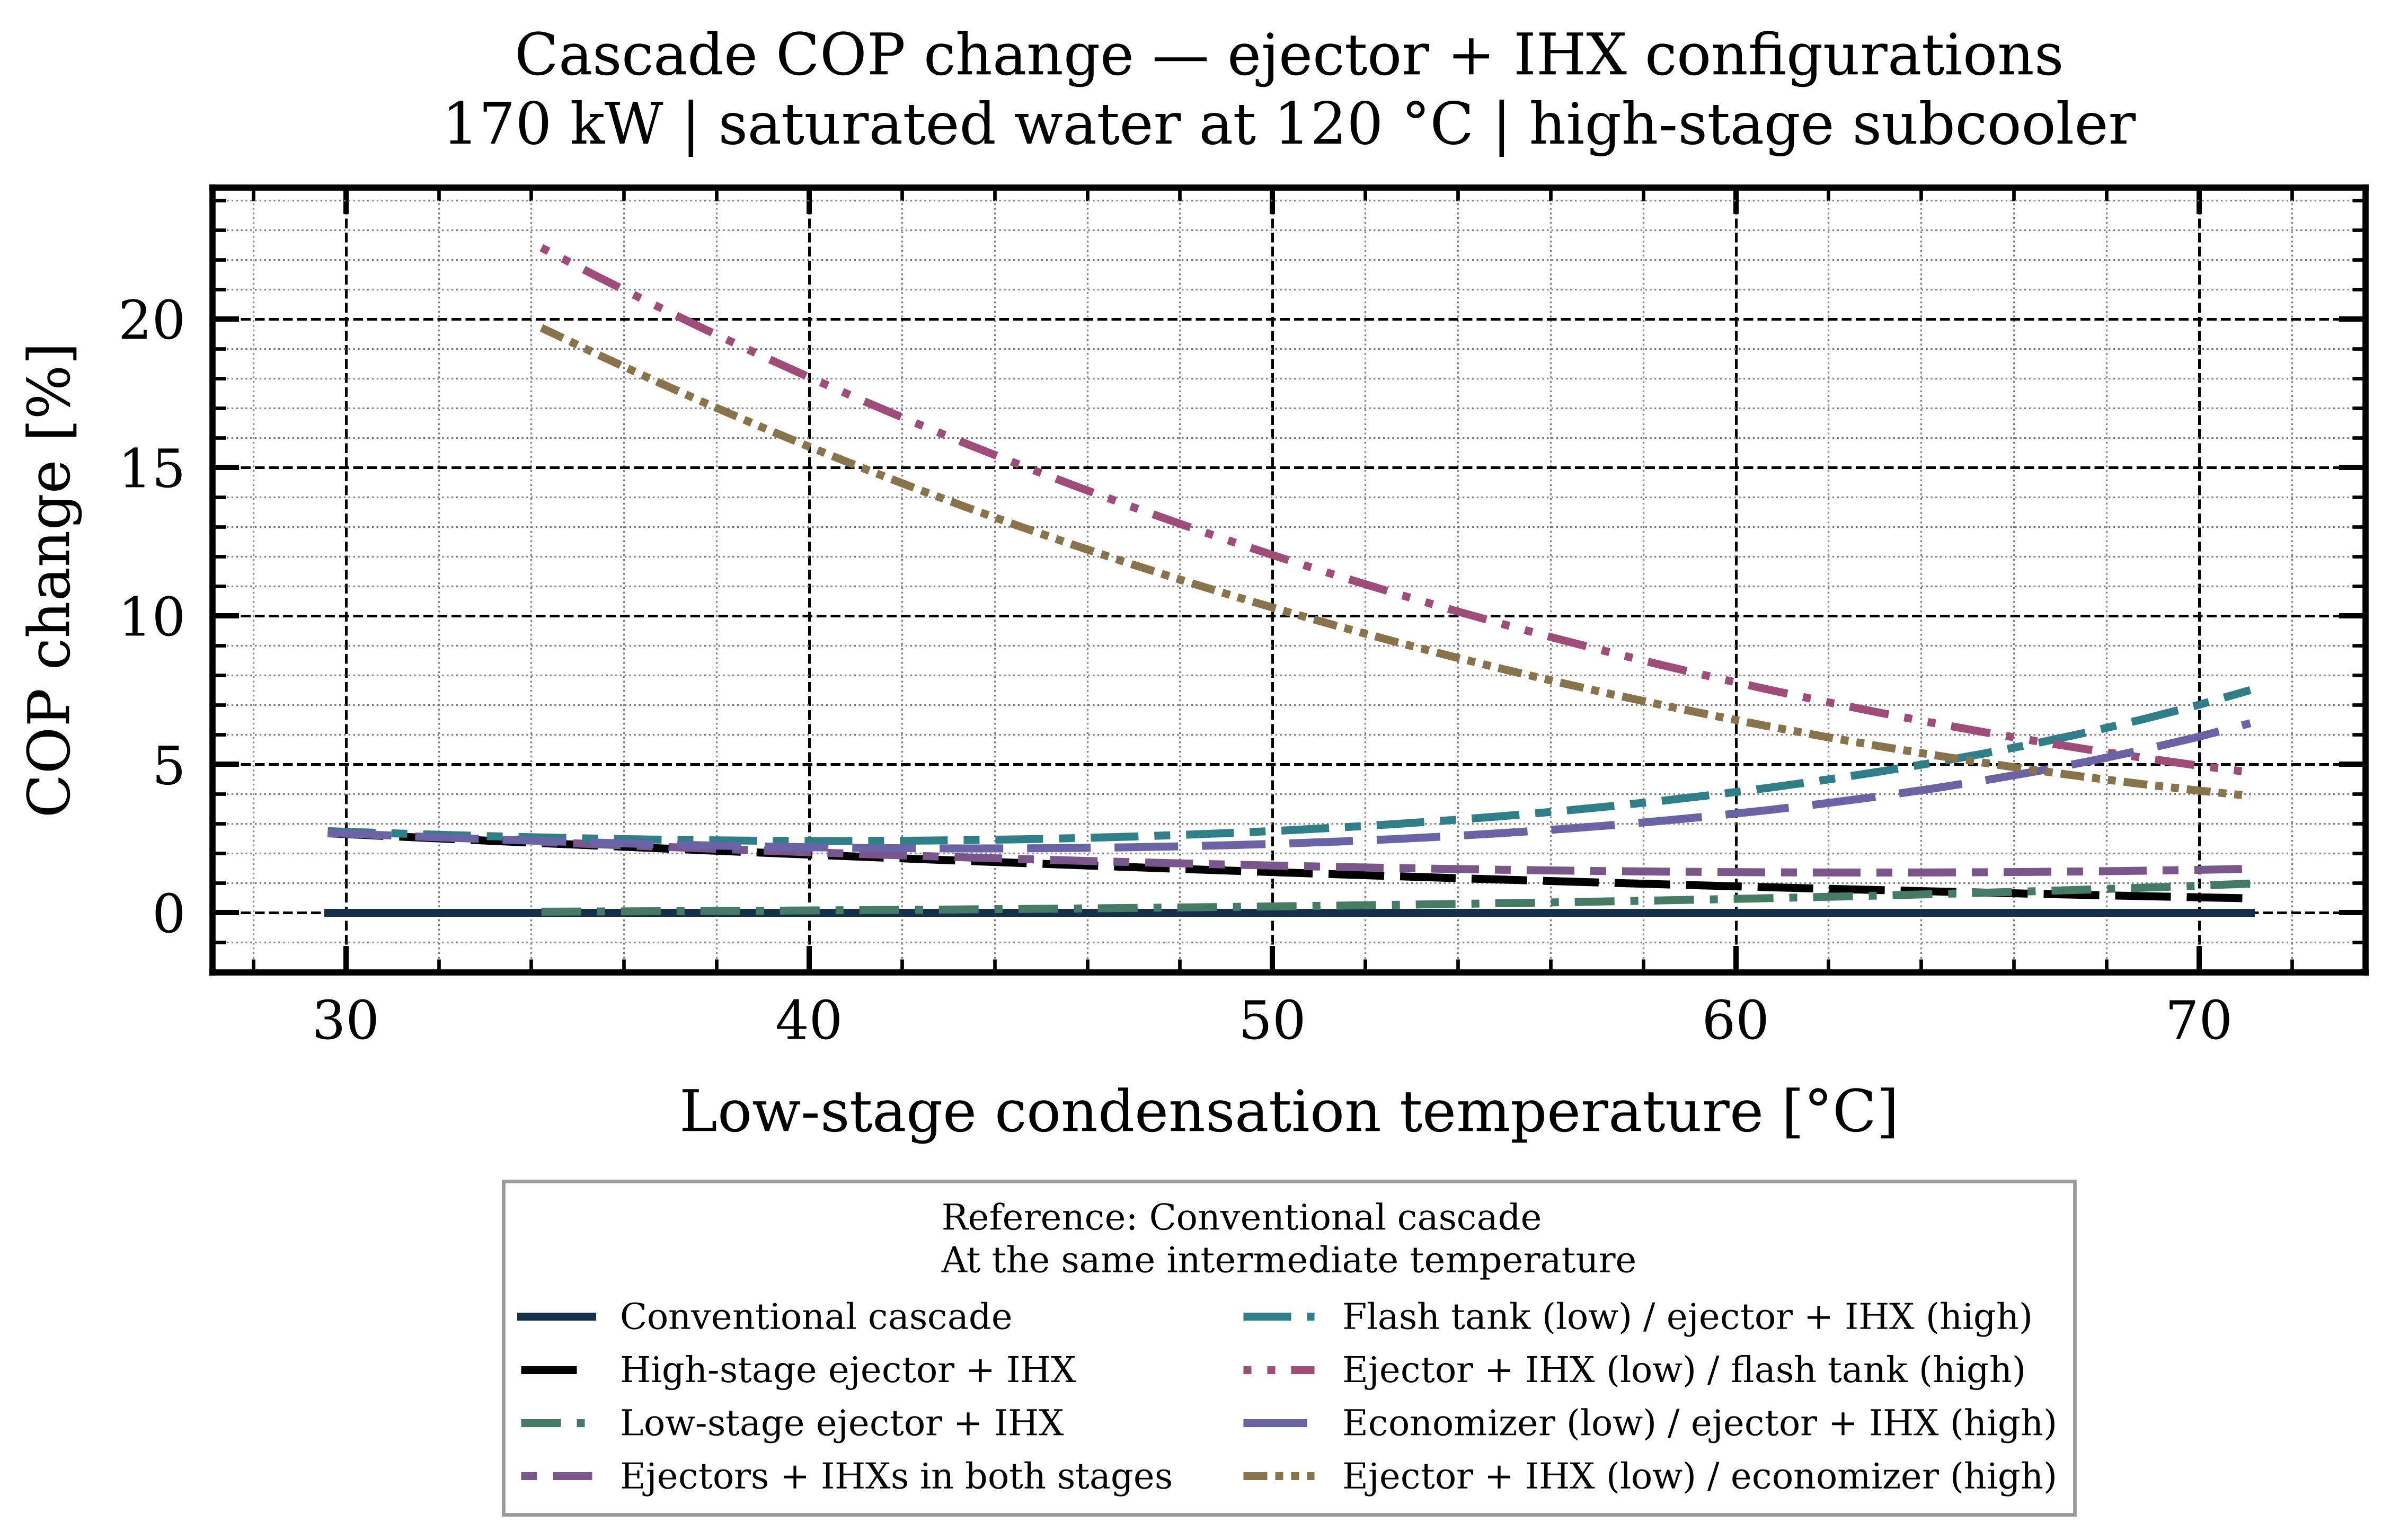 Cascade COP change — ejector + IHX configurations
170 kW | saturated water at 120 °C | high-stage subcooler
COP change [%]
20
15
10
5
0
30 40 50 60 70
Low-stage condensation temperature [°C]
Reference: Conventional cascade
At the same intermediate temperature
Conventional cascade
High-stage ejector + IHX
Low-stage ejector + IHX
Ejectors + IHXs in both stages
Flash tank (low) / ejector + IHX (high)
Ejector + IHX (low) / flash tank (high)
Economizer (low) / ejector + IHX (high)
Ejector + IHX (low) / economizer (high)